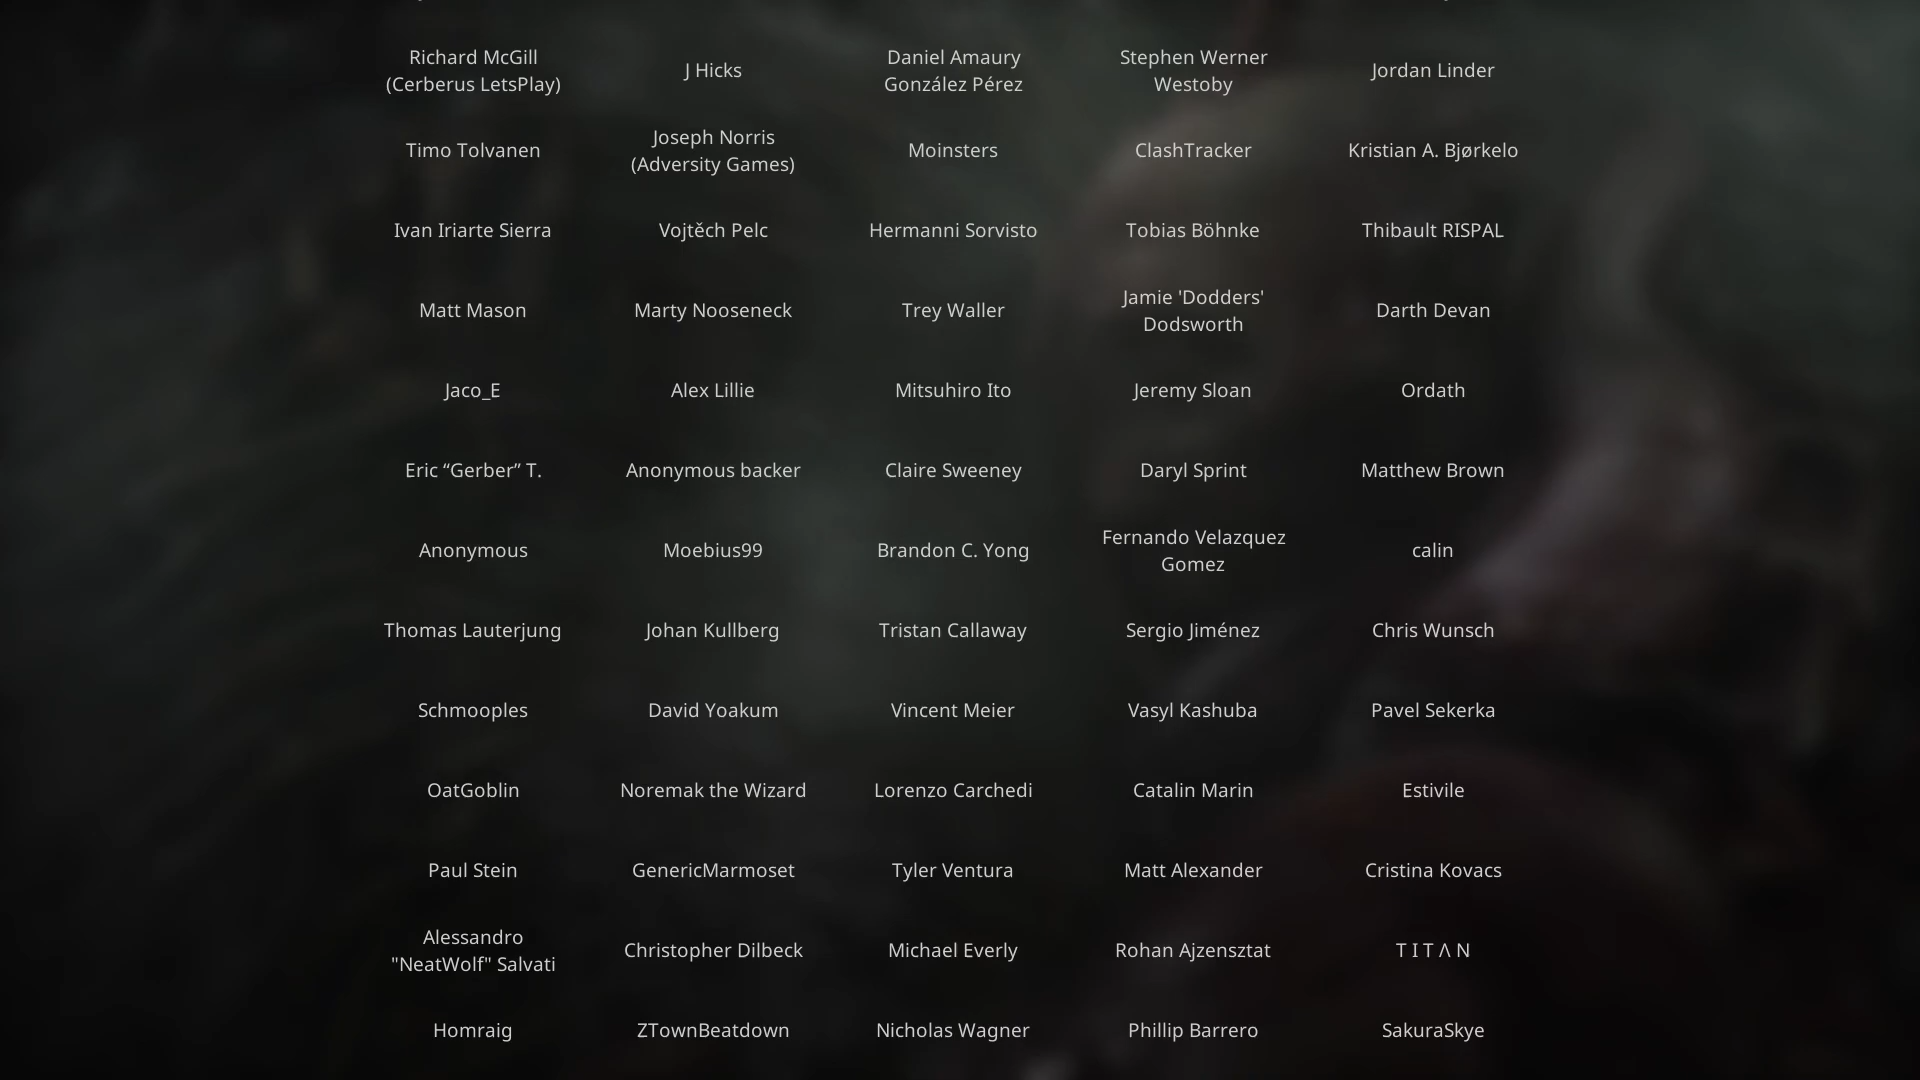 Richard McGill
(Cerberus LetsPlay)
J Hicks
Daniel Amaury
González Pérez
Stephen Werner
Westoby
Jordan Linder
Timo Tolvanen
Joseph Norris
(Adversity Games)
Moinsters
ClashTracker
Kristian A. Bjørkelo
Ivan Iriarte Sierra
Vojtěch Pelc
Hermanni Sorvisto
Tobias Böhnke
Thibault RISPAL
Matt Mason
Marty Nooseneck
Trey Waller
Jamie 'Dodders'
Dodsworth
Darth Devan
Jaco_E
Alex Lillie
Mitsuhiro Ito
Jeremy Sloan
Ordath
Eric “Gerber” T.
Anonymous backer
Claire Sweeney
Daryl Sprint
Matthew Brown
Anonymous
Moebius99
Brandon C. Yong
Fernando Velazquez
Gomez
calin
Thomas Lauterjung
Johan Kullberg
Tristan Callaway
Sergio Jiménez
Chris Wunsch
Schmooples
David Yoakum
Vincent Meier
Vasyl Kashuba
Pavel Sekerka
OatGoblin
Noremak the Wizard
Lorenzo Carchedi
Catalin Marin
Estivile
Paul Stein
GenericMarmoset
Tyler Ventura
Matt Alexander
Cristina Kovacs
Alessandro
"NeatWolf" Salvati
Christopher Dilbeck
Michael Everly
Rohan Ajzensztat
T I T Λ N
Homraig
ZTownBeatdown
Nicholas Wagner
Phillip Barrero
SakuraSkye